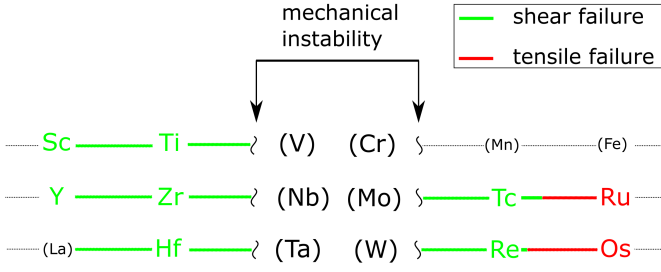 mechanical
instability
shear failure
tensile failure
Sc Ti (V) (Cr) (Mn) (Fe)
Y Zr (Nb) (Mo) Tc Ru
(La) Hf (Ta) (W) Re Os